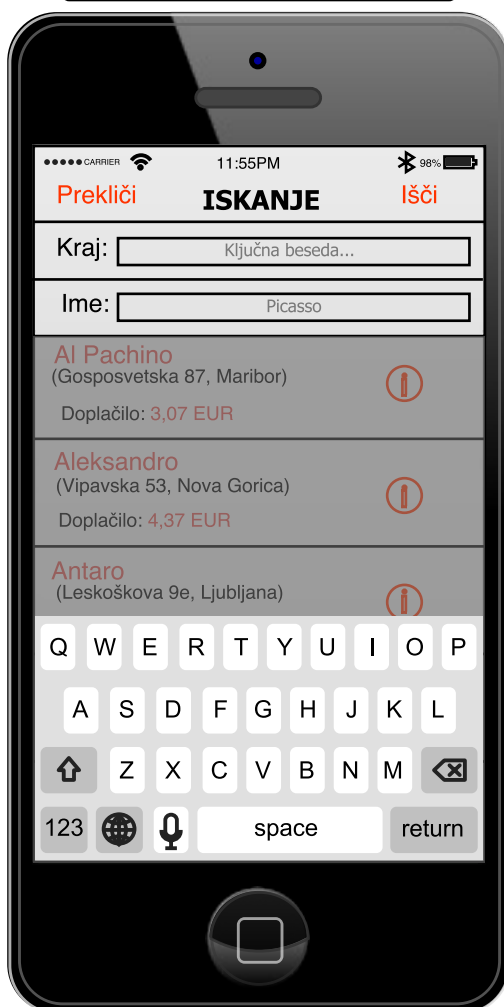 CARRIER 11:55PM 98%
Prekliči ISKANJE Išči
Kraj: Ključna beseda...
Ime: Picasso
Al Pachino
(Gosposvetska 87, Maribor)
Doplačilo: 3,07 EUR
Aleksandro
(Vipavska 53, Nova Gorica)
Doplačilo: 4,37 EUR
Antaro
(Leskoškova 9e, Ljubljana)
Q W E R T Y U I O P
A S D F G H J K L
Z X C V B N M
123 space return